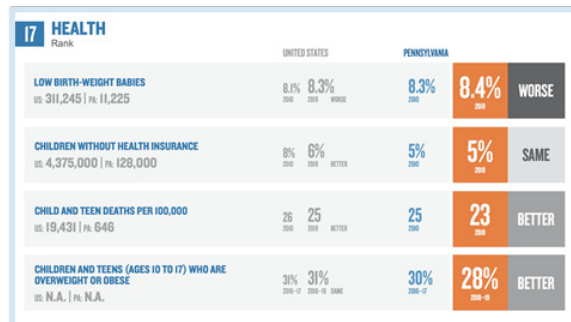 17 HEALTH
Rank
UNITED STATES PENNSYLVANIA
LOW BIRTH-WEIGHT BABIES
US: 311,245 | PA: 11,225
8.1% 8.3% 8.3% 8.4% WORSE
2010 2019 WORSE 2010 2019
CHILDREN WITHOUT HEALTH INSURANCE
US: 4,375,000 | PA: 128,000
8% 6% 5% 5% SAME
2010 2019 BETTER 2010 2019
CHILD AND TEEN DEATHS PER 100,000
US: 19,431 | PA: 646
26 25 25 23 BETTER
2010 2019 BETTER 2010 2019
CHILDREN AND TEENS (AGES 10 TO 17) WHO ARE
OVERWEIGHT OR OBESE
US: N.A. | PA: N.A.
31% 31% 30% 28% BETTER
2016-17 2018-19 SAME 2016-17 2018-19